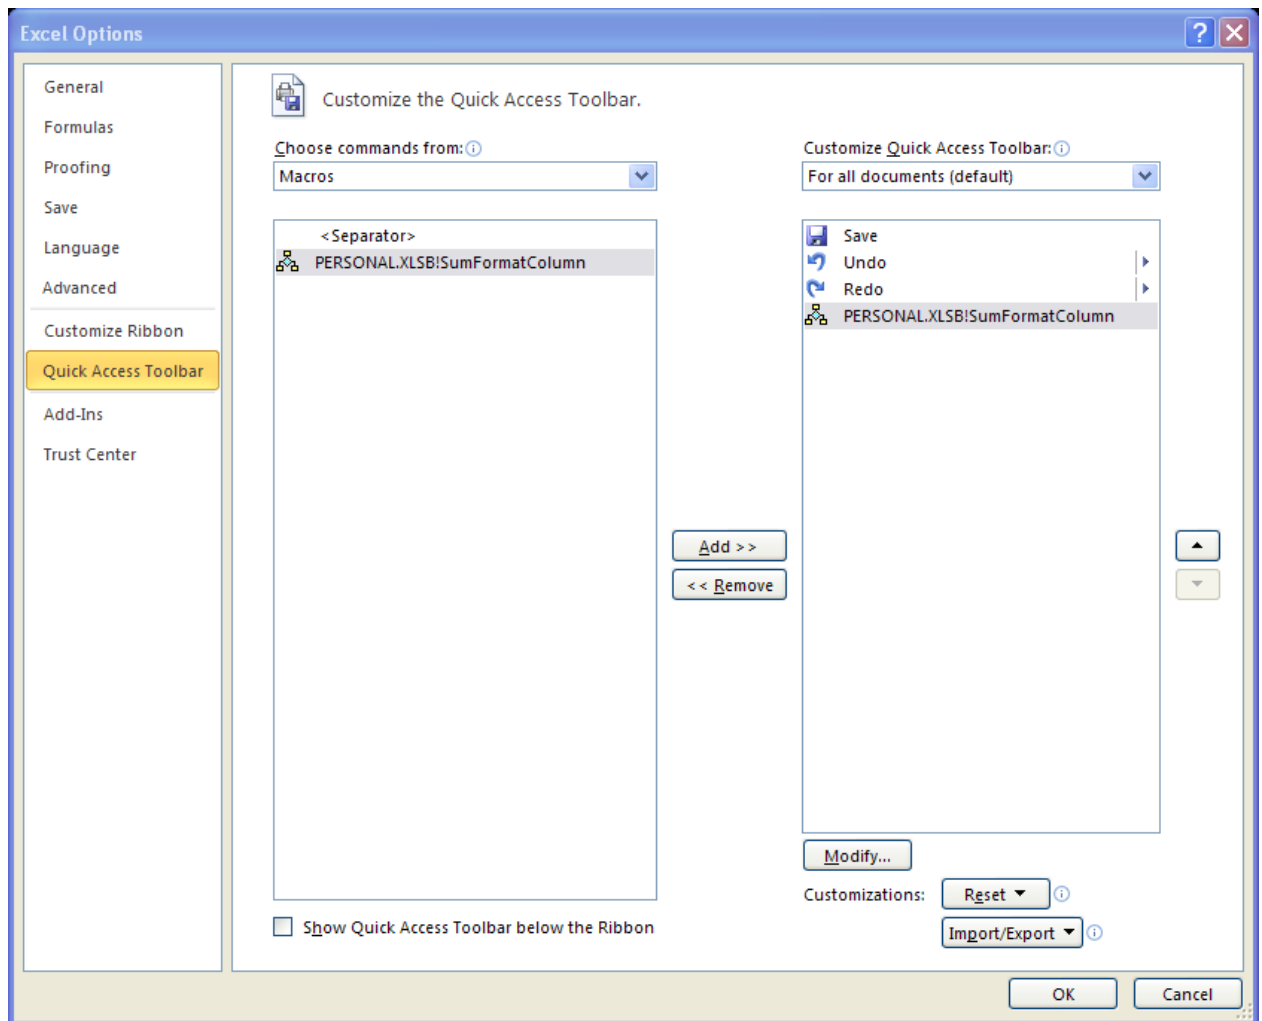 Excel Options
General
Formulas
Proofing
Save
Language
Advanced
Customize Ribbon
Quick Access Toolbar
Add-Ins
Trust Center
Customize the Quick Access Toolbar.
Choose commands from:
Macros
<Separator>
PERSONAL.XLSB!SumFormatColumn
Show Quick Access Toolbar below the Ribbon
Add >>
<< Remove
Customize Quick Access Toolbar:
For all documents (default)
Save
Undo
Redo
PERSONAL.XLSB!SumFormatColumn
Modify...
Customizations:
Reset
Import/Export
OK
Cancel